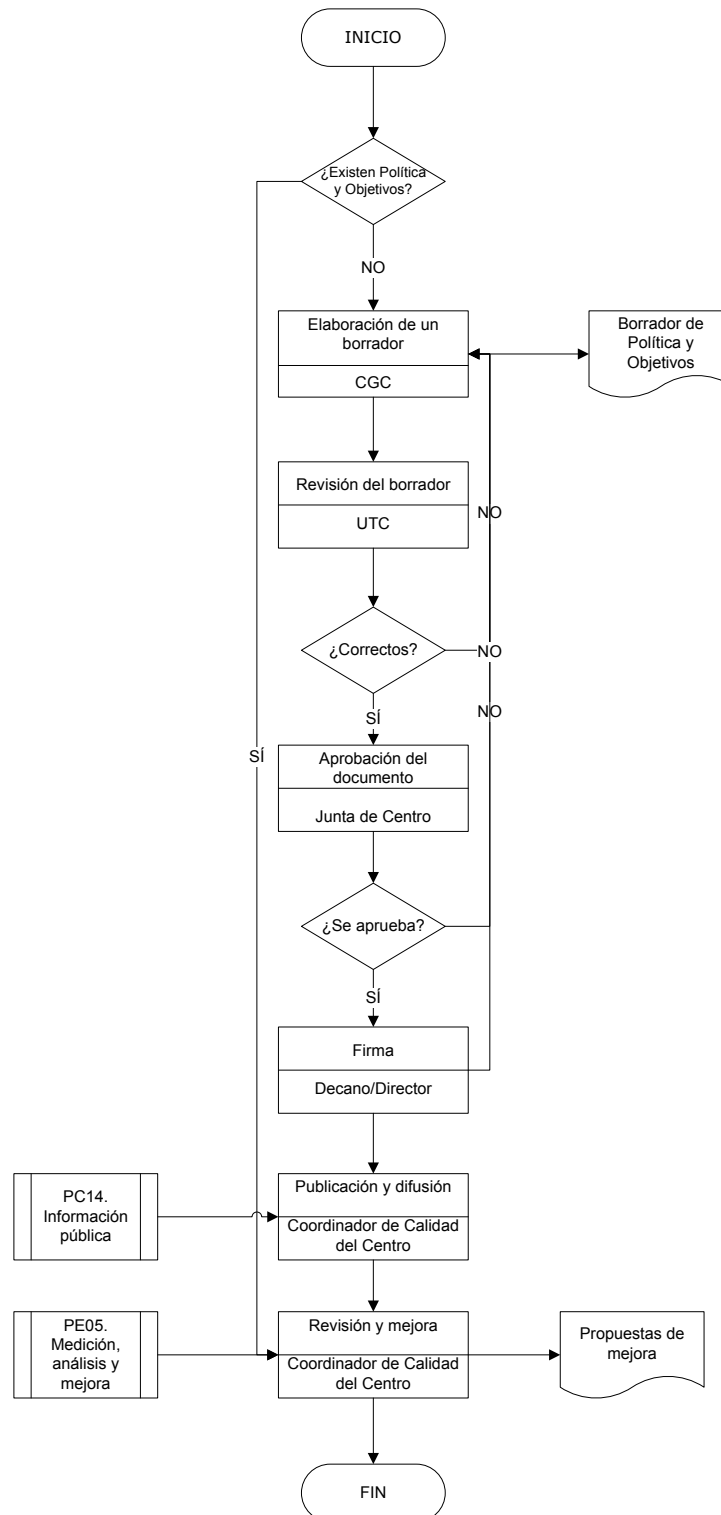 INICIO
¿Existen Política
y Objetivos?
NO
Elaboración de un
borrador
CGC
Borrador de
Política y
Objetivos
Revisión del borrador
UTC
NO
¿Correctos?
NO
SÍ
NO
SÍ
Aprobación del
documento
Junta de Centro
¿Se aprueba?
SÍ
Firma
Decano/Director
PC14.
Información
pública
Publicación y difusión
Coordinador de Calidad
del Centro
PE05.
Medición,
análisis y
mejora
Revisión y mejora
Coordinador de Calidad
del Centro
Propuestas de
mejora
FIN